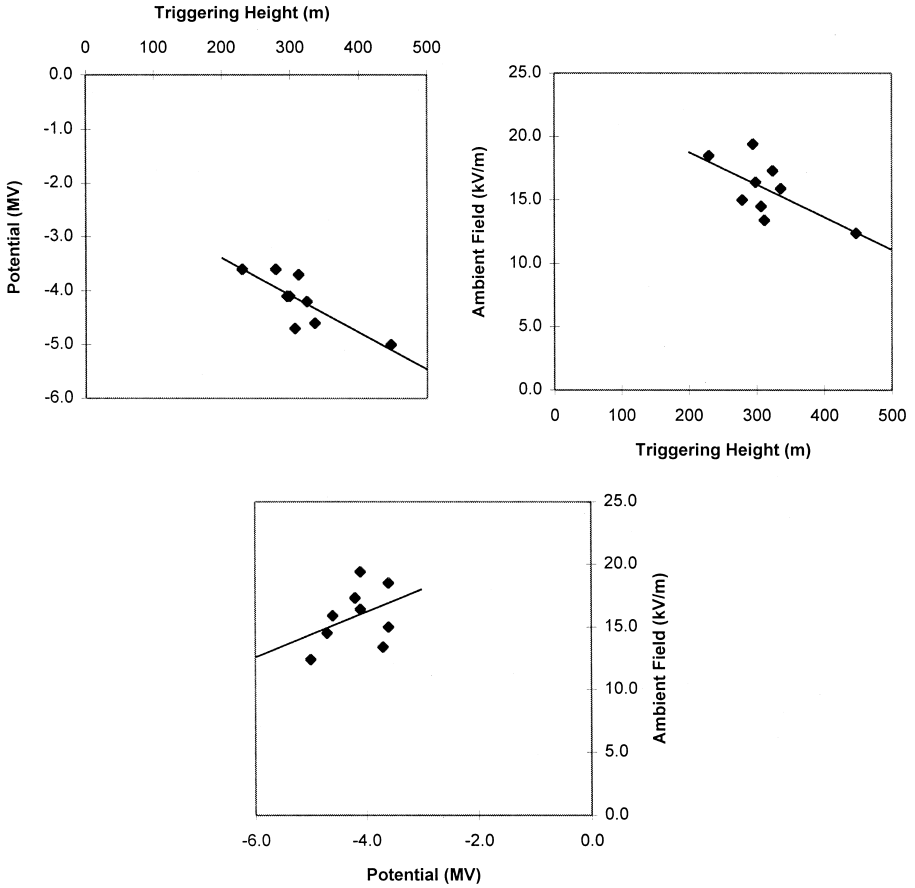 Triggering Height (m)
0 100 200 300 400 500
0.0
-1.0
-2.0
-3.0
-4.0
-5.0
-6.0
Potential (MV)
25.0
20.0
15.0
10.0
5.0
0.0
Ambient Field (kV/m)
0 100 200 300 400 500
Triggering Height (m)
25.0
20.0
15.0
10.0
5.0
0.0
Ambient Field (kV/m)
-6.0 -4.0 -2.0 0.0
Potential (MV)